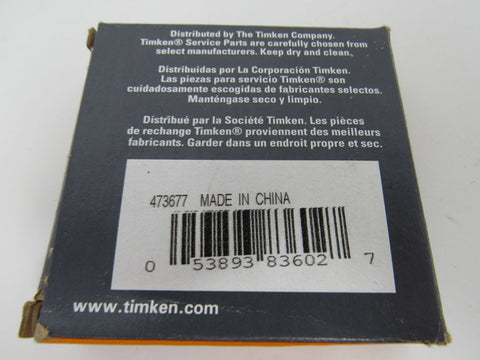 Distributed by The Timken Company.
Timken® Service Parts are carefully chosen from
select manufacturers. Keep dry and clean.
Distribuidas por La Corporación Timken.
Las piezas para servicio Timken® son
cuidadosamente escogidas de fabricantes selectos.
Manténgase seco y limpio.
Distribué par la Société Timken. Les pièces
de rechange Timken® proviennent des meilleurs
fabricants. Garder dans un endroit propre et sec.
473677 MADE IN CHINA
0 53893 83602 7
www.timken.com